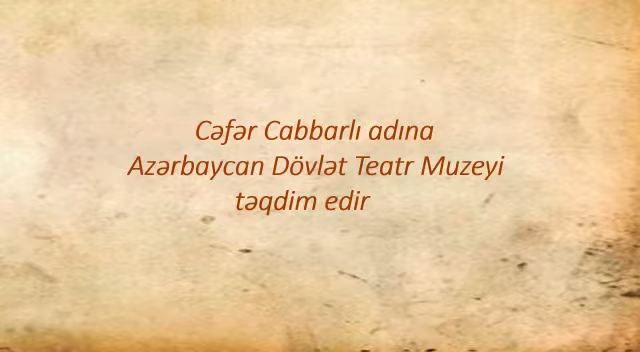 Cəfər Cabbarlı adına
Azərbaycan Dövlət Teatr Muzeyi
təqdim edir